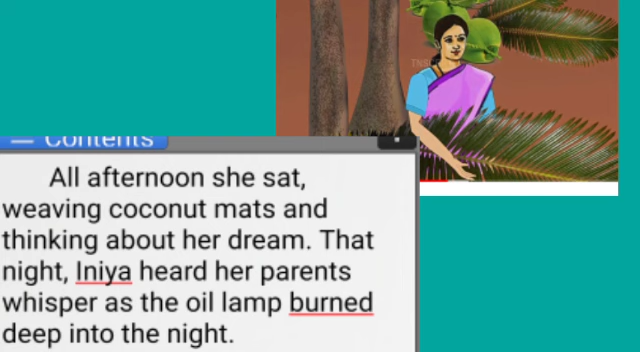 Contents
All afternoon she sat,
weaving coconut mats and
thinking about her dream. That
night, Iniya heard her parents
whisper as the oil lamp burned
deep into the night.